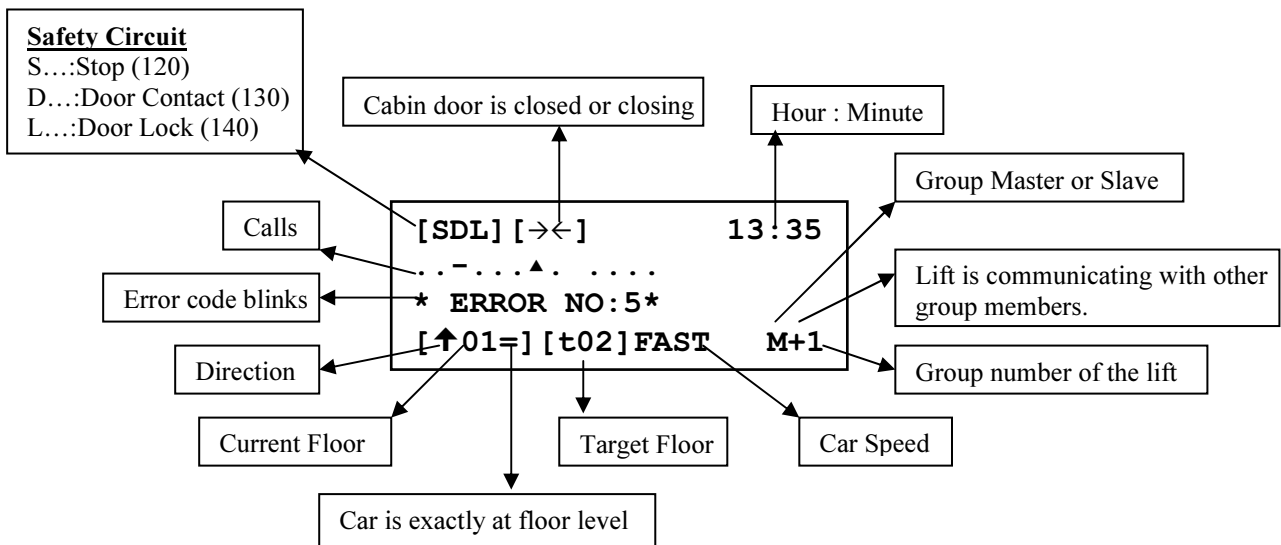 Safety Circuit
S…:Stop (120)
D…:Door Contact (130)
L…:Door Lock (140)
Cabin door is closed or closing
Hour : Minute
Group Master or Slave
Calls
[SDL][→←] 13:35
Lift is communicating with other
group members.
..-...▲. ....
Error code blinks
* ERROR NO:5*
[↑01=][t02]FAST M+1
Direction
Group number of the lift
Current Floor
Target Floor
Car Speed
Car is exactly at floor level